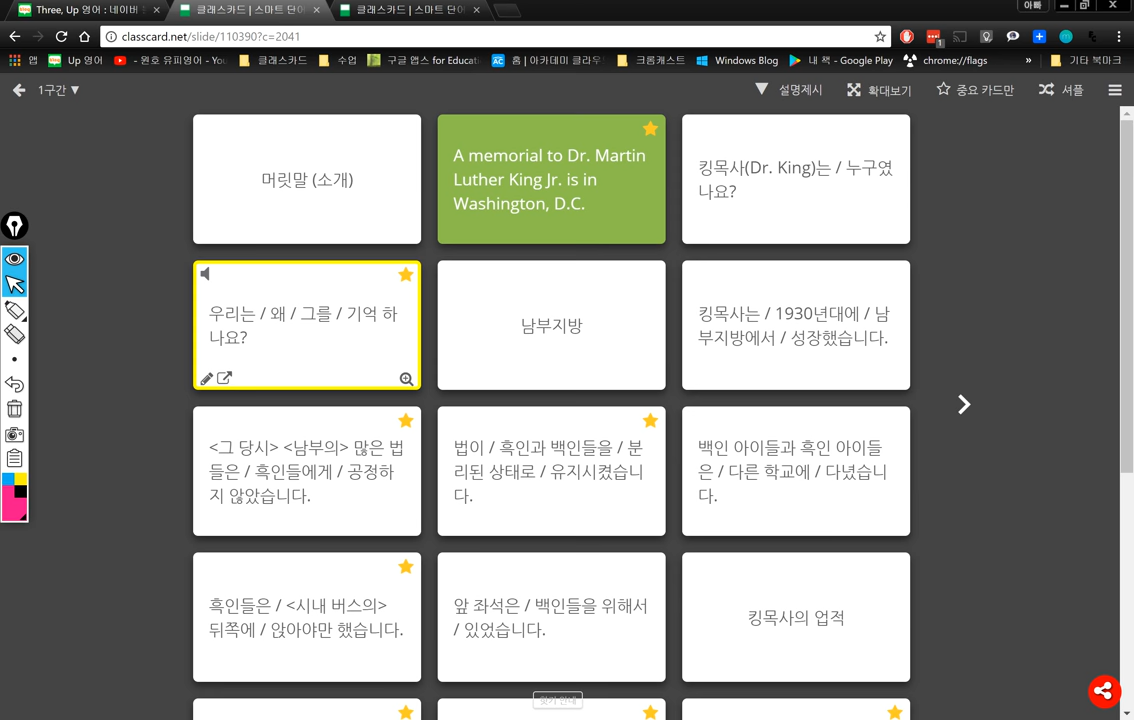 Three, Up 영어 : 네이버
클래스카드 | 스마트 단어
클래스카드 | 스마트 단어
아빠
classcard.net/slide/110390?c=2041
앱
Up 영어
- 원호 유피영어 - You
클래스카드
수업
구글 앱스 for Educati
홈 | 아카데미 클라우
크롬캐스트
Windows Blog
내 책 - Google Play
chrome://flags
»
기타 북마크
1구간 ▼
▼ 설명제시
확대보기
중요 카드만
셔플
머릿말 (소개)
A memorial to Dr. Martin
Luther King Jr. is in
Washington, D.C.
킹목사(Dr. King)는 / 누구였
나요?
우리는 / 왜 / 그를 / 기억 하
나요?
남부지방
킹목사는 / 1930년대에 / 남
부지방에서 / 성장했습니다.
<그 당시> <남부의> 많은 법
들은 / 흑인들에게 / 공정하
지 않았습니다.
법이 / 흑인과 백인들을 / 분
리된 상태로 / 유지시켰습니
다.
백인 아이들과 흑인 아이들
은 / 다른 학교에 / 다녔습니
다.
흑인들은 / <시내 버스의>
뒤쪽에 / 앉아야만 했습니다.
앞 좌석은 / 백인들을 위해서
/ 있었습니다.
킹목사의 업적